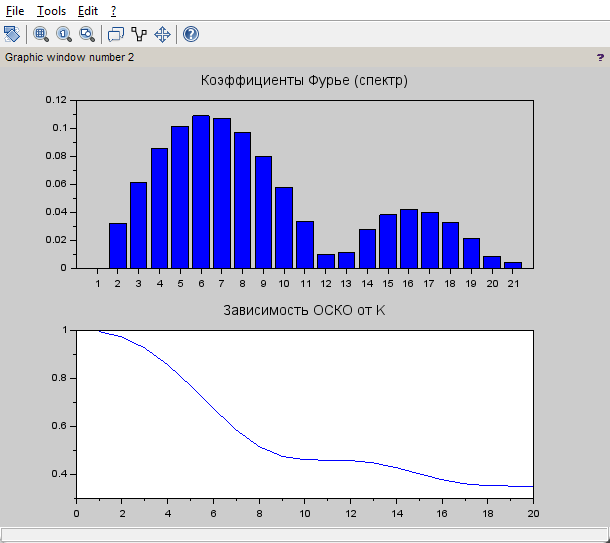 File Tools Edit ?
Graphic window number 2 ?
Коэффициенты Фурье (спектр)
0.12
0.1
0.08
0.06
0.04
0.02
0
1 2 3 4 5 6 7 8 9 10 11 12 13 14 15 16 17 18 19 20 21
Зависимость ОСКО от K
1
0.8
0.6
0.4
0 2 4 6 8 10 12 14 16 18 20